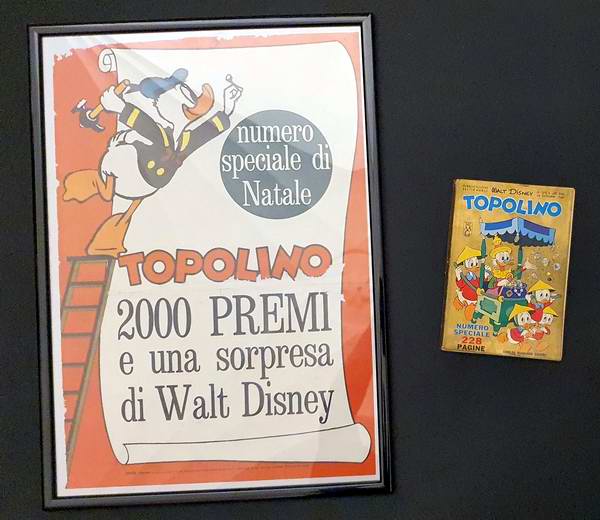 numero
speciale di
Natale
TOPOLINO
2000 PREMI
e una sorpresa
di Walt Disney
WALT DISNEY
TOPOLINO
NUMERO
SPECIALE
228
PAGINE